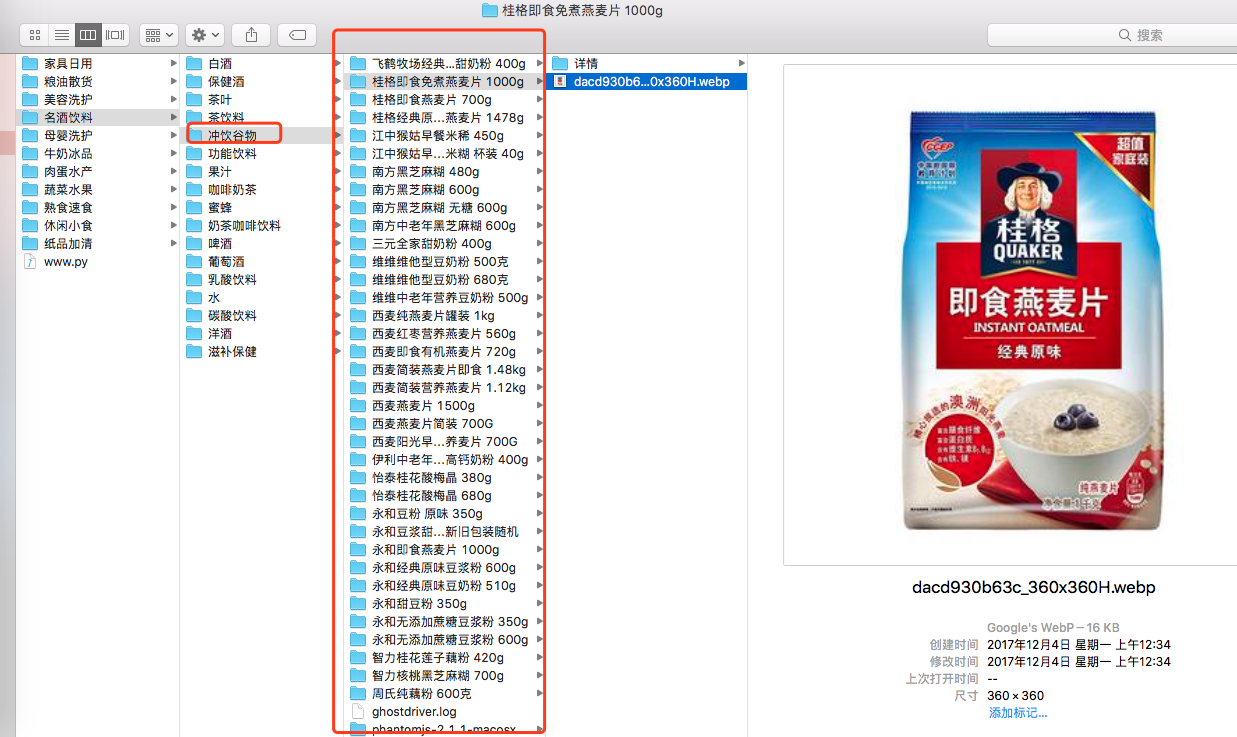 桂格即食免煮燕麦片 1000g
搜索
家具日用
粮油散货
美容洗护
名酒饮料
母婴洗护
牛奶冰品
肉蛋水产
蔬菜水果
熟食速食
休闲小食
纸品加清
www.py
白酒
保健酒
茶叶
茶饮料
冲饮谷物
功能饮料
果汁
咖啡奶茶
蜜蜂
奶茶咖啡饮料
啤酒
葡萄酒
乳酸饮料
水
碳酸饮料
洋酒
滋补保健
飞鹤牧场经典...甜奶粉 400g
桂格即食免煮燕麦片 1000g
桂格即食燕麦片 700g
桂格经典原...燕麦片 1478g
江中猴姑早餐米稀 450g
江中猴姑早...米糊 杯装 40g
南方黑芝麻糊 480g
南方黑芝麻糊 600g
南方黑芝麻糊 无糖 600g
南方中老年黑芝麻糊 600g
三元全家甜奶粉 400g
维维维他型豆奶粉 500克
维维维他型豆奶粉 680克
维维中老年营养豆奶粉 500g
西麦纯燕麦片罐装 1kg
西麦红枣营养燕麦片 560g
西麦即食有机燕麦片 720g
西麦简装燕麦片即食 1.48kg
西麦简装营养燕麦片 1.12kg
西麦燕麦片 1500g
西麦燕麦片简装 700G
西麦阳光早...养麦片 700G
伊利中老年...高钙奶粉 400g
怡泰桂花酸梅晶 380g
怡泰桂花酸梅晶 680g
永和豆粉 原味 350g
永和豆浆甜...新旧包装随机
永和即食燕麦片 1000g
永和经典原味豆浆粉 600g
永和经典原味豆奶粉 510g
永和甜豆粉 350g
永和无添加蔗糖豆浆粉 350g
永和无添加蔗糖豆浆粉 600g
智力桂花莲子藕粉 420g
智力核桃黑芝麻糊 700g
周氏纯藕粉 600克
ghostdriver.log
phantomjs-2.1.1-macosx
详情
dacd930b6...0x360H.webp
CCEP
超值
家庭装
桂格
QUAKER
即食燕麦片
INSTANT OATMEAL
经典原味
精心挑选的澳洲阳光燕麦
富含膳食纤维
富含蛋白质
纯燕麦片
净含量1千克
dacd930b63c_360x360H.webp
Google's WebP – 16 KB
创建时间 2017年12月4日 星期一 上午12:34
修改时间 2017年12月4日 星期一 上午12:34
上次打开时间 --
尺寸 360 × 360
添加标记...